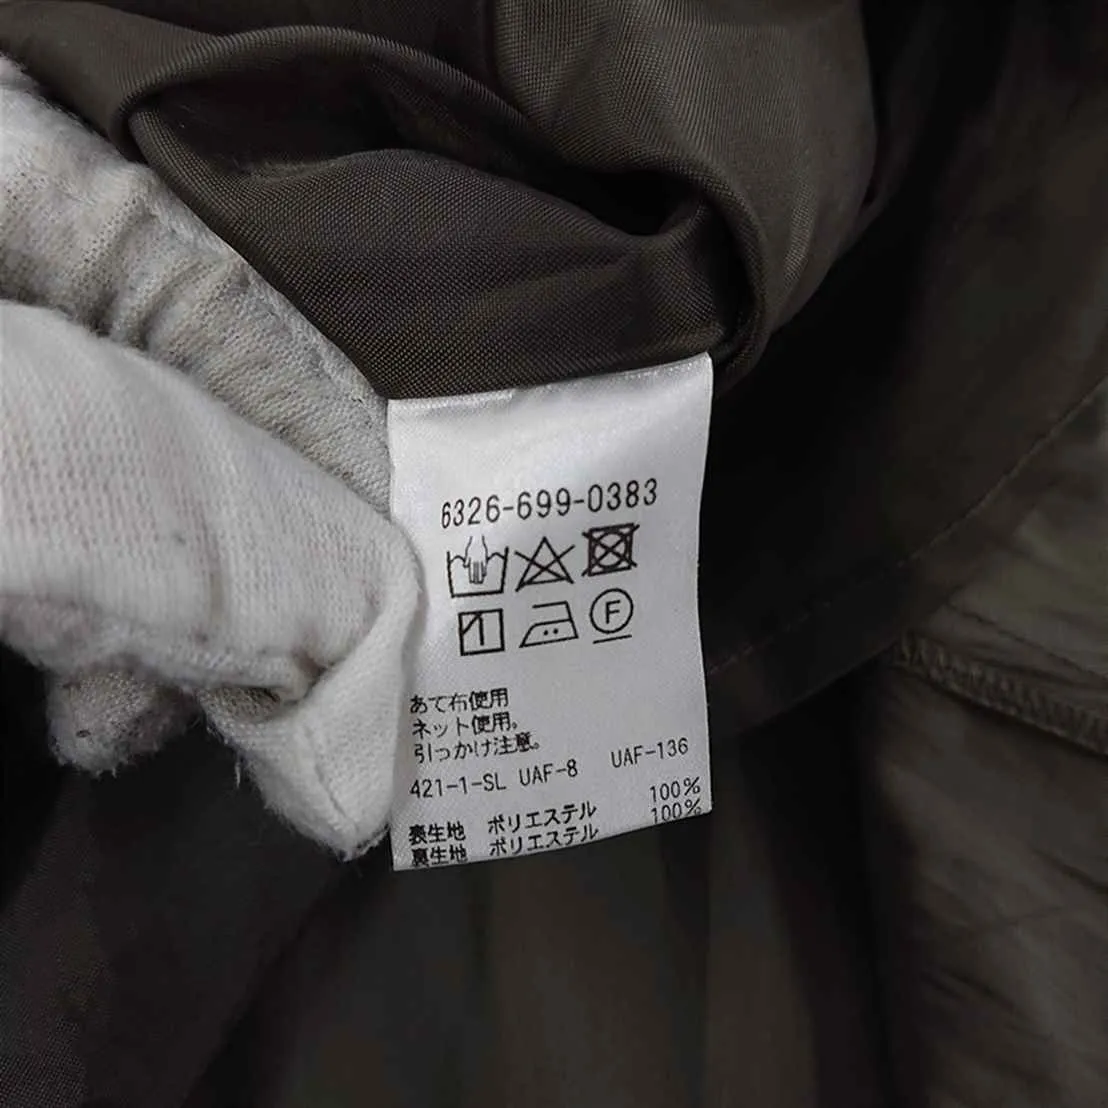 6326-699-0383
F
あて布使用
ネット使用。
引っかけ注意。
421-1-SL UAF-8 UAF-136
表生地 ポリエステル 100%
裏生地 ポリエステル 100%